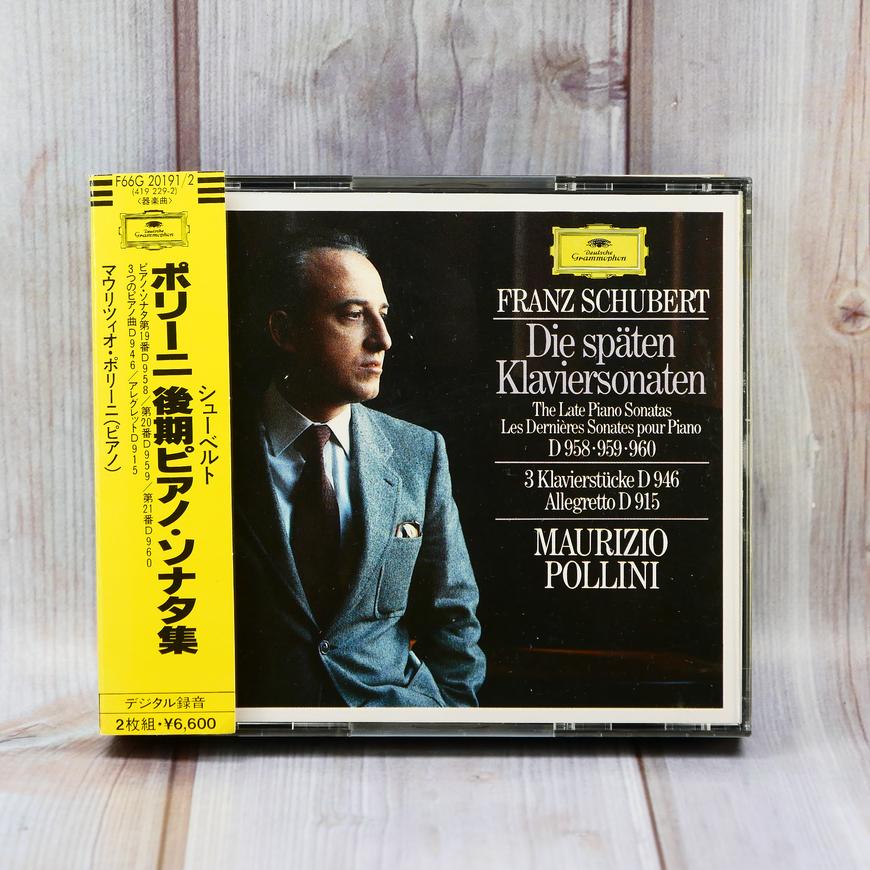 F66G 20191/2
(419 229-2)
〈器楽曲〉
Deutsche
Grammophon
シューベルト
ポリーニ 後期ピアノ・ソナタ集
ピアノ・ソナタ第19番D958／第20番D959／第21番D960
3つのピアノ曲D946／アレグレットD915
マウリツィオ・ポリーニ(ピアノ)
デジタル録音
2枚組・¥6,600
Deutsche
Grammophon
FRANZ SCHUBERT
Die späten
Klaviersonaten
The Late Piano Sonatas
Les Dernières Sonates pour Piano
D 958·959·960
3 Klavierstücke D 946
Allegretto D 915
MAURIZIO
POLLINI